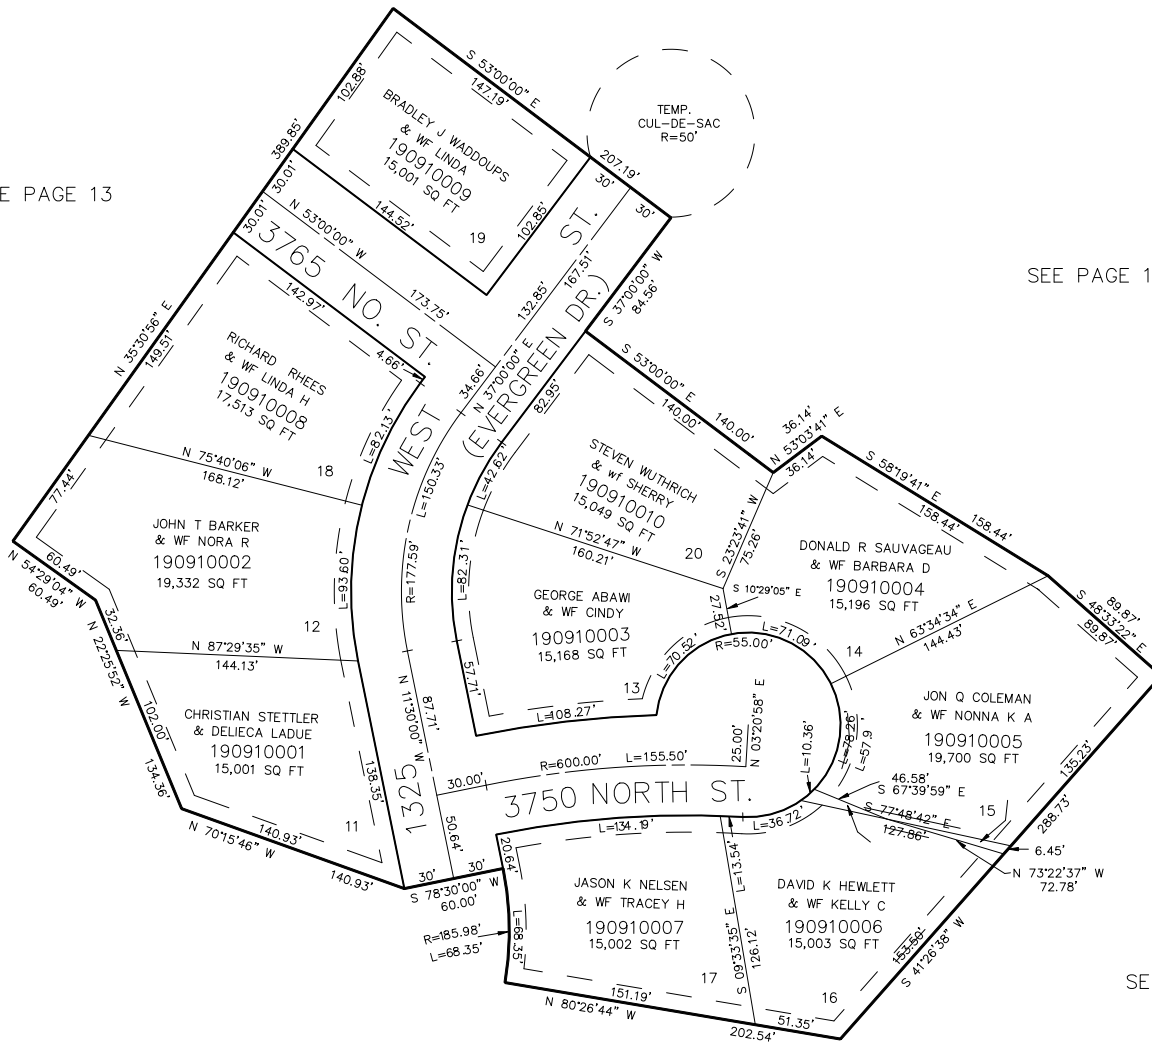 S 53°00'00" E
147.19'
102.88'
389.85'
BRADLEY J WADDOUPS
& WF LINDA
190910009
15,001 SQ FT
19
144.52'
102.85'
TEMP.
CUL-DE-SAC
R=50'
207.19'
30'
30'
E PAGE 13
SEE PAGE 1
30.01'
30.01'
N 53°00'00" W
173.75'
3765 NO. ST.
132.85'
167.51'
ST.
S 37°00'00" W
84.56'
N 35°30'56" E
149.51'
142.97'
4.66'
RICHARD RHEES
& WF LINDA H
190910008
17,513 SQ FT
18
L=82.13'
34.66'
N 37°00'00" E
(EVERGREEN DR.)
82.95'
WEST
S 53°00'00" E
140.00'
140.00'
36.14'
N 53°03'41" E
36.14'
S 58°19'41" E
158.44'
158.44'
77.44'
N 75°40'06" W
168.12'
L=42.62"
L=150.33'
STEVEN WUTHRICH
& wf SHERRY
190910010
15,049 SQ FT
20
S 23°23'41" W
75.26'
N 71°52'47" W
160.21'
JOHN T BARKER
& WF NORA R
190910002
19,332 SQ FT
12
N 54°29'04" W
60.49'
60.49'
L=93.60'
R=177.59'
L=82.31'
DONALD R SAUVAGEAU
& WF BARBARA D
190910004
15,196 SQ FT
14
S 10°29'05" E
27.52'
GEORGE ABAWI
& WF CINDY
190910003
15,168 SQ FT
13
S 48°33'22" E
89.87'
89.87'
N 63°34'34" E
144.43'
32.36'
N 22°25'52" W
102.00'
134.36'
N 87°29'35" W
144.13'
57.71'
L=70.52'
L=71.09'
R=55.00'
JON Q COLEMAN
& WF NONNA K A
190910005
19,700 SQ FT
15
CHRISTIAN STETTLER
& DELIECA LADUE
190910001
15,001 SQ FT
11
138.35'
N 11°30'00" W
87.71'
L=108.27'
25.00'
N 03°20'58" E
L=10.36'
L=78.26'
L=57.9'
135.23'
288.73'
R=600.00'
L=155.50'
30.00'
46.58'
S 67°39'59" E
3750 NORTH ST.
1325
S 77°48'42" E
127.86'
6.45'
N 73°22'37" W
72.78'
L=36.72'
L=134.19'
50.64'
20.64'
N 70°15'46" W
140.93'
140.93'
30'
30'
S 78°30'00" W
60.00'
L=13.54'
JASON K NELSEN
& WF TRACEY H
190910007
15,002 SQ FT
17
DAVID K HEWLETT
& WF KELLY C
190910006
15,003 SQ FT
16
R=185.98'
L=68.35'
L=68.35'
S 09°33'35" E
126.12'
153.50'
S 41°26'38" W
151.19'
N 80°26'44" W
51.35'
202.54'
SE